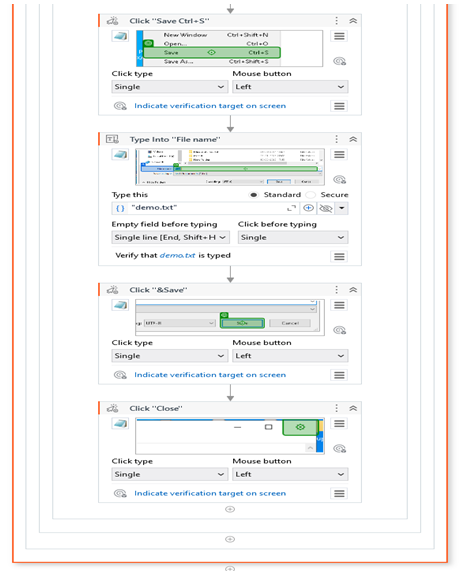 Click "Save Ctrl+S"
New Window Ctrl+Shift+N
Open... Ctrl+O
Save Ctrl+S
Save As... Ctrl+Shift+S
Click type Mouse button
Single Left
Indicate verification target on screen
Type Into "File name"
Type this Standard Secure
"demo.txt"
Empty field before typing Click before typing
Single line [End, Shift+H Single
Verify that demo.txt is typed
Click "&Save"
UTF-8 Cancel
Click type Mouse button
Single Left
Indicate verification target on screen
Click "Close"
Click type Mouse button
Single Left
Indicate verification target on screen